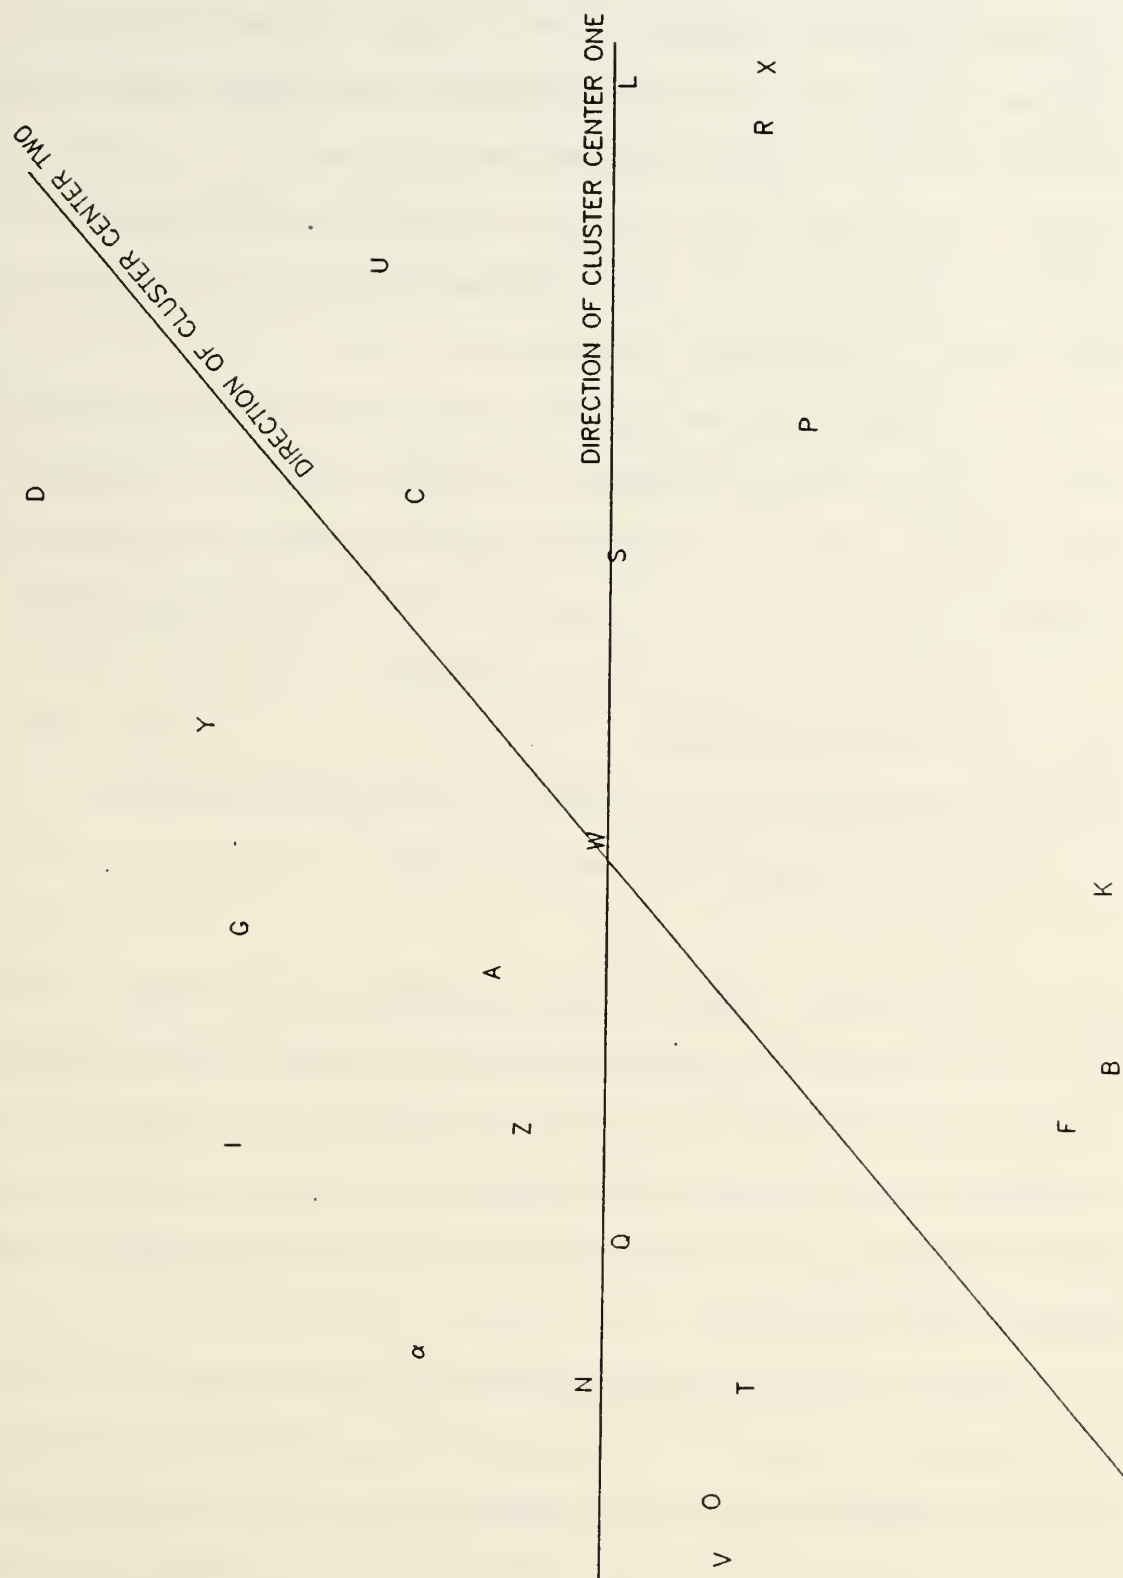 D
DIRECTION OF CLUSTER CENTER TWO
Y
I
G
U
C
α
A
Z
N
W
DIRECTION OF CLUSTER CENTER ONE
Q
S
L
O
V
T
R
X
P
F
K
B